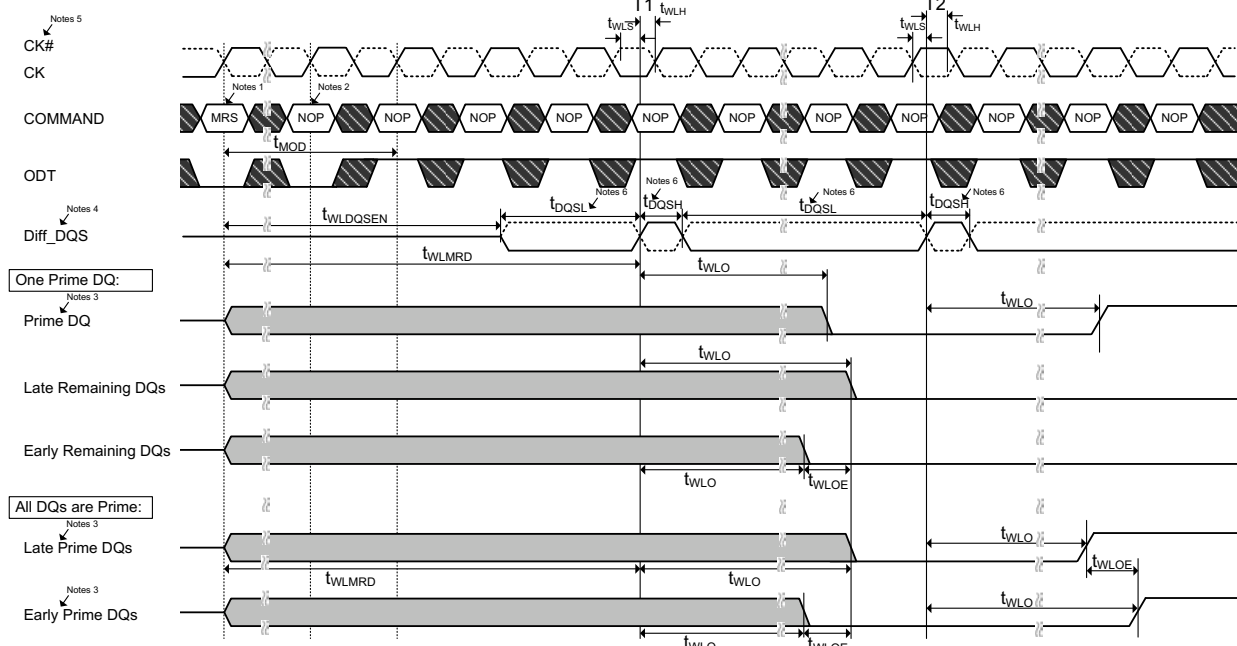 T1 T2
Notes 5
tWLS tWLH tWLS tWLH
CK#
CK
Notes 1 Notes 2
COMMAND MRS NOP NOP NOP NOP NOP NOP NOP NOP NOP NOP NOP
tMOD
ODT
Notes 6 Notes 6 Notes 6 Notes 6
tDQSL tDQSH tDQSL tDQSH
Notes 4
tWLDQSEN
Diff_DQS
tWLMRD
One Prime DQ:
tWLO
Notes 3
tWLO
Prime DQ
tWLO
Late Remaining DQs
Early Remaining DQs
tWLO tWLOE
All DQs are Prime:
Notes 3
Late Prime DQs
tWLO
tWLOE
tWLMRD tWLO
Notes 3
tWLO
Early Prime DQs
tWLO tWLOE